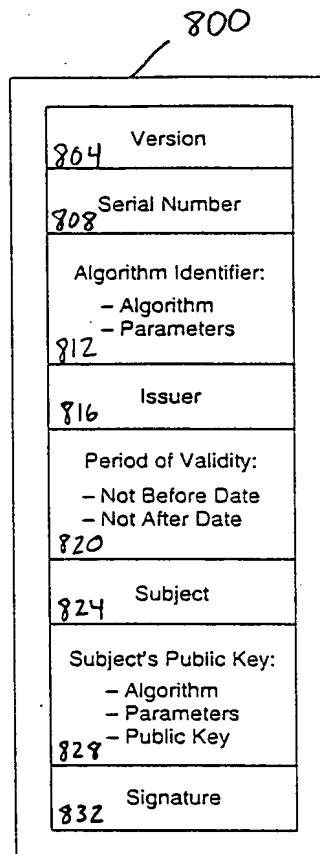 800
Version
804
Serial Number
808
Algorithm Identifier:
– Algorithm
– Parameters
812
Issuer
816
Period of Validity:
– Not Before Date
– Not After Date
820
Subject
824
Subject's Public Key:
– Algorithm
– Parameters
– Public Key
828
Signature
832